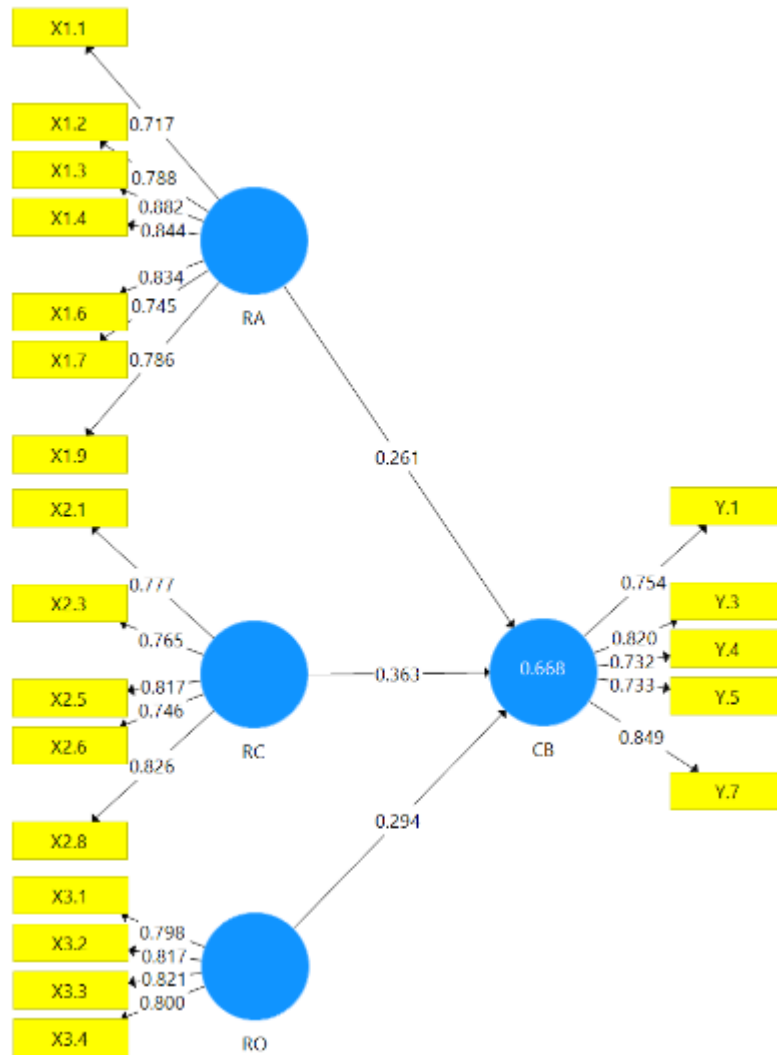 X1.1
0.717
X1.2
0.788
X1.3
0.882
X1.4
0.844
0.834
X1.6
0.745
X1.7
0.786
X1.9
RA
0.261
X2.1
0.777
X2.3
0.765
X2.5
0.817
0.746
X2.6
0.826
X2.8
RC
0.363
0.668
CB
Y.1
0.754
Y.3
0.820
Y.4
0.732
Y.5
0.733
0.849
Y.7
0.294
X3.1
0.798
X3.2
0.817
X3.3
0.821
0.800
X3.4
RO